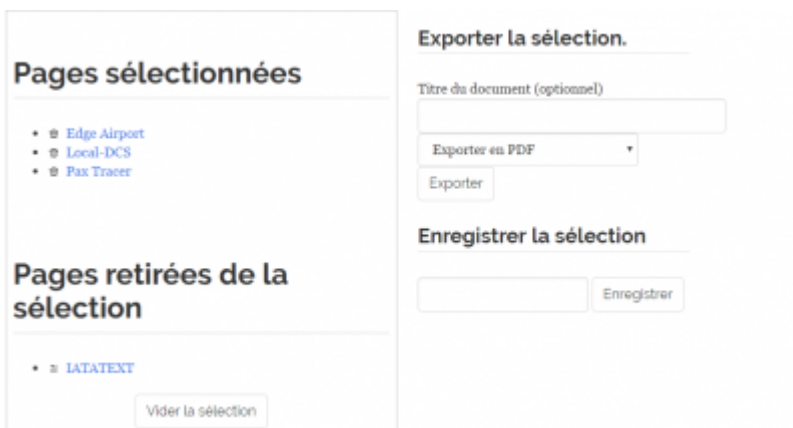 Pages sélectionnées
Edge Airport
Local-DCS
Pax Tracer
Pages retirées de la
sélection
IATATEXT
Vider la sélection
Exporter la sélection.
Titre du document (optionnel)
Exporter en PDF
Exporter
Enregistrer la sélection
Enregistrer